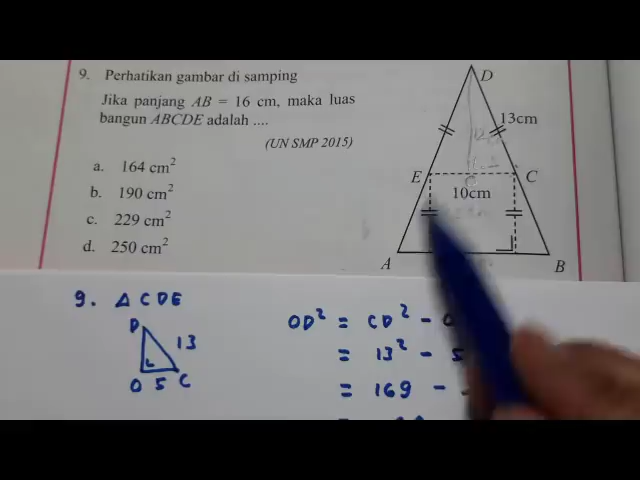 9. Perhatikan gambar di samping
Jika panjang AB = 16 cm, maka luas
bangun ABCDE adalah ....
(UN SMP 2015)
a. 164 cm²
b. 190 cm²
c. 229 cm²
d. 250 cm²
D
13cm
E
C
10cm
A
B
9. △ CDE
D
13
O 5 C
OD² = CD² -
= 13² - 5
= 169 -
=